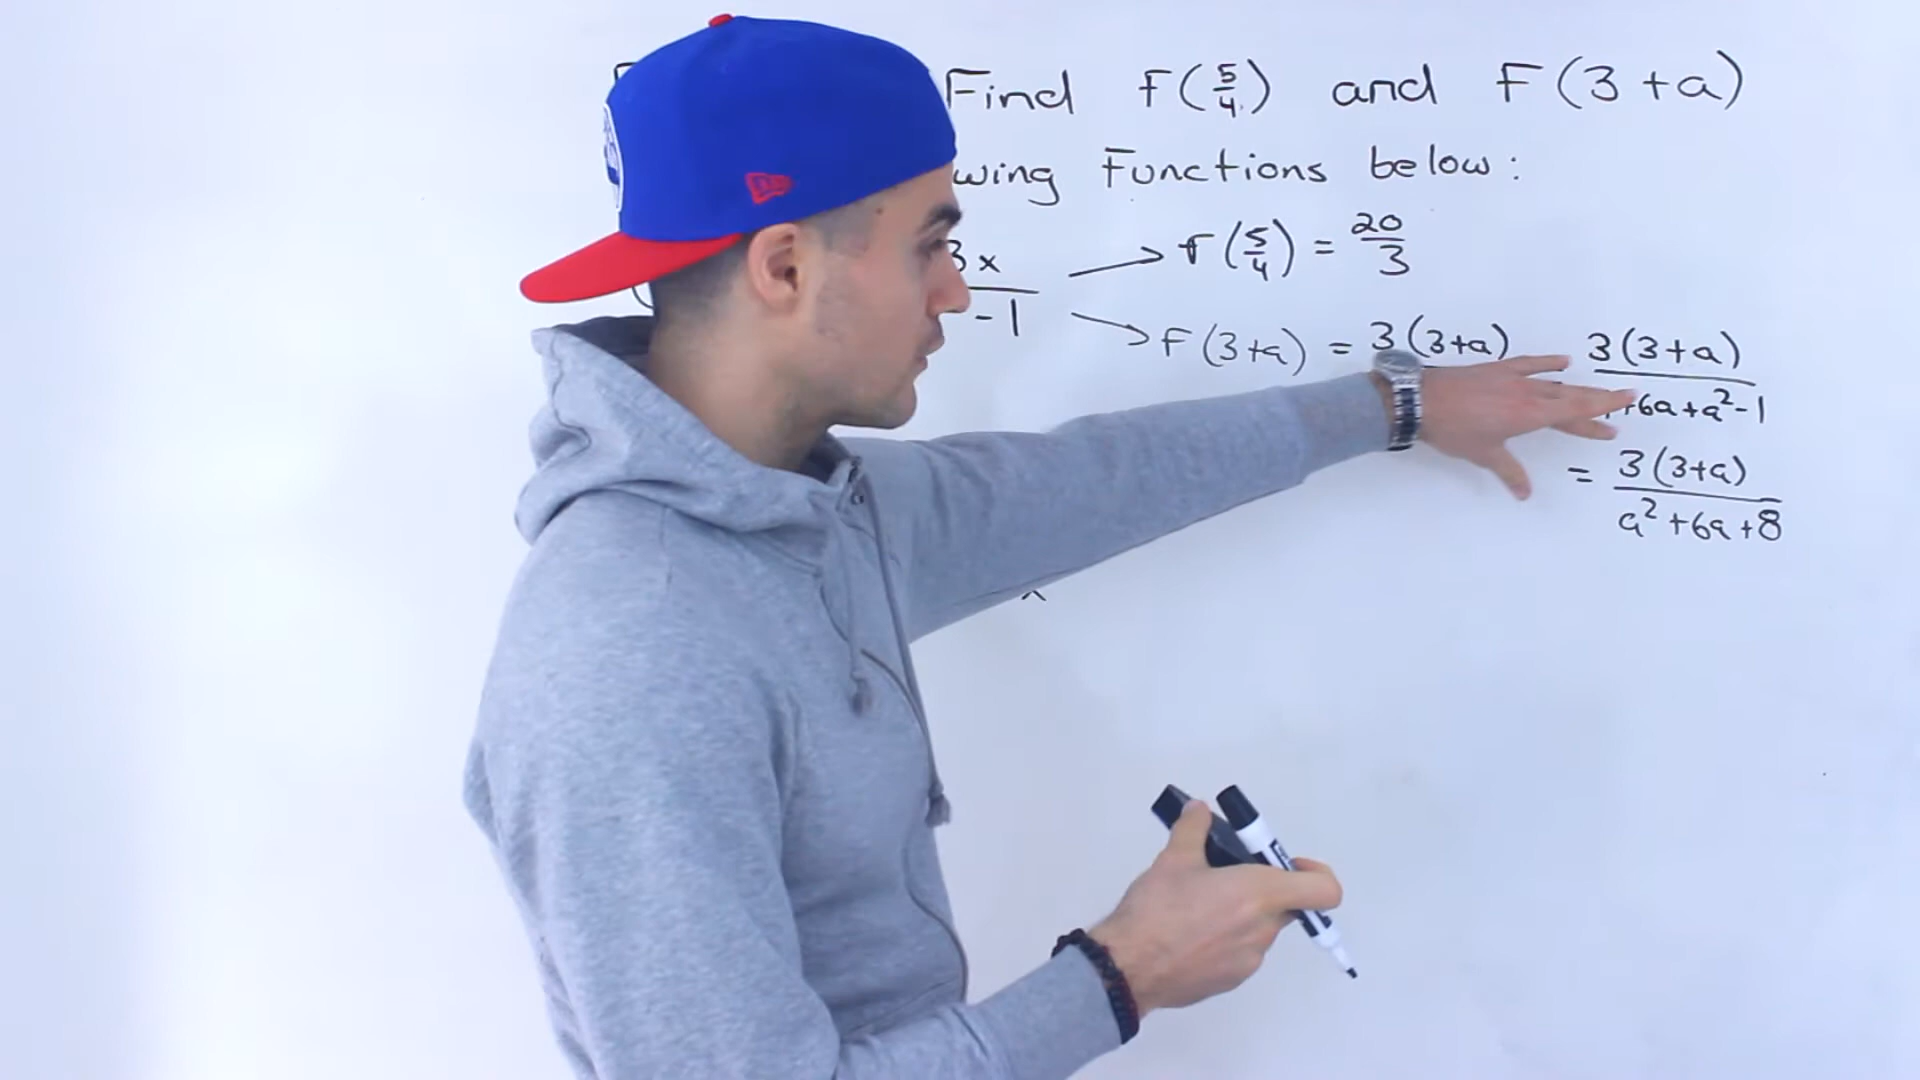 Find f(5/4) and f(3+a)
wing functions below:
3x / -1 → f(5/4) = 20/3
→ f(3+a) = 3(3+a) 3(3+a) / +6a+a²-1
= 3(3+a) / a²+6a+8
x